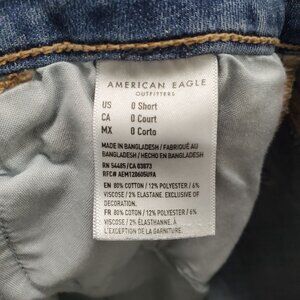 AMERICAN EAGLE
OUTFITTERS
US 0 Short
CA 0 Court
MX 0 Corto
MADE IN BANGLADESH / FABRIQUÉ AU
BANGLADESH / HECHO EN BANGLADESH
RN 54485/CA 03873
RFC# AEM120605U9A
EN 80% COTTON / 12% POLYESTER / 6%
VISCOSE / 2% ELASTANE. EXCLUSIVE OF
DECORATION.
FR 80% COTON / 12% POLYESTER / 6%
VISCOSE / 2% ÉLASTHANNE. À
L'EXCEPTION DE LA GARNITURE.